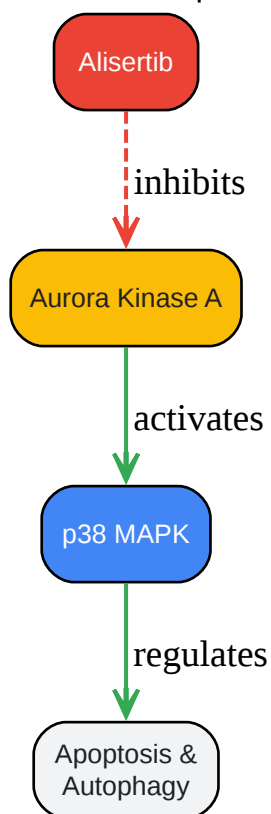 Alisertib
inhibits
Aurora Kinase A
activates
p38 MAPK
regulates
Apoptosis &
Autophagy